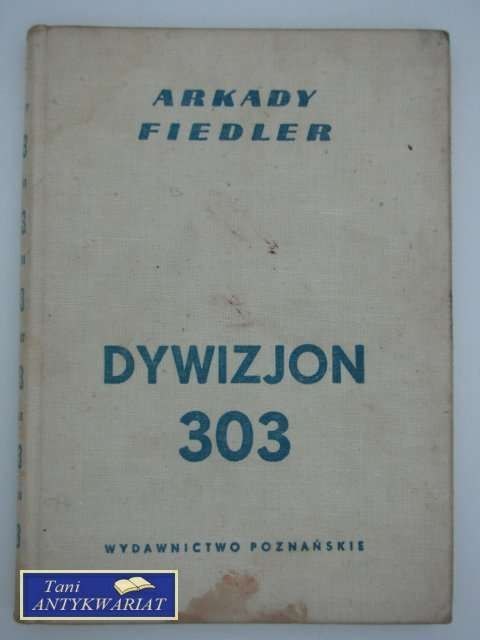 ARKADY
FIEDLER
DYWIZJON
303
WYDAWNICTWO POZNAŃSKIE
Tani
ANTYKWARIAT